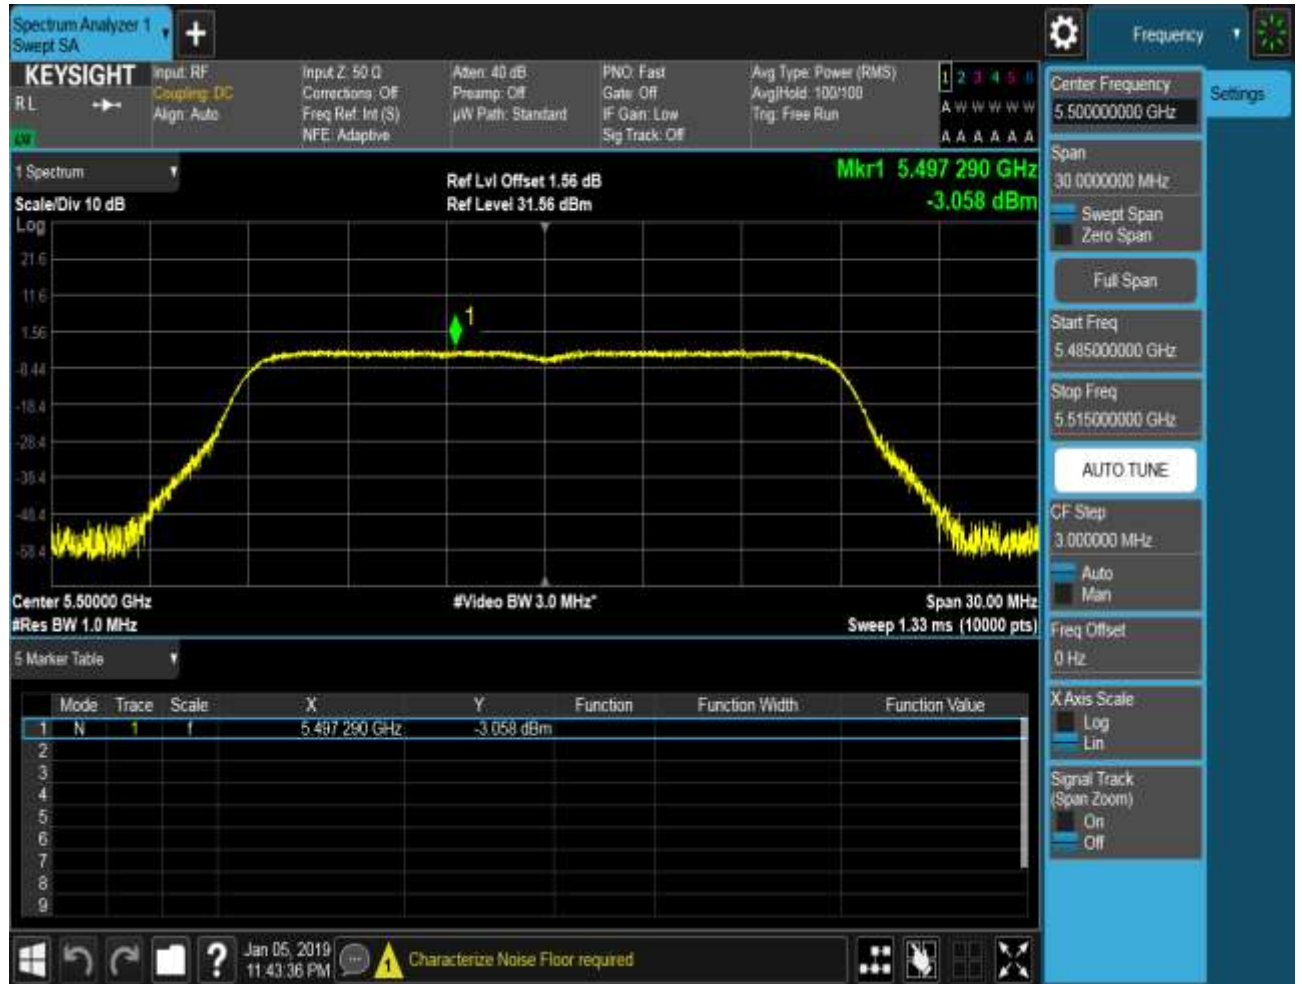 Spectrum Analyzer 1
Swept SA
Frequency
KEYSIGHT
RL
Input: RF
Coupling: DC
Align: Auto
Input Z: 50 Ω
Corrections: Off
Freq Ref: Int (S)
NFE: Adaptive
Atten: 40 dB
Preamp: Off
µW Path: Standard
PNO: Fast
Gate: Off
IF Gain: Low
Sig Track: Off
Avg Type: Power (RMS)
Avg|Hold: 100/100
Trig: Free Run
1 2 3 4 5 6
A W W W W W
A A A A A A
1 Spectrum
Scale/Div 10 dB
Ref Lvl Offset 1.56 dB
Ref Level 31.56 dBm
Mkr1 5.497 290 GHz
-3.058 dBm
Log
21.6
11.6
1.56
-8.44
-18.4
-28.4
-38.4
-48.4
-58.4
1
Center 5.50000 GHz
#Res BW 1.0 MHz
#Video BW 3.0 MHz*
Span 30.00 MHz
Sweep 1.33 ms (10000 pts)
5 Marker Table
Mode Trace Scale X Y Function Function Width Function Value
1 N 1 f 5.497 290 GHz -3.058 dBm
2
3
4
5
6
7
8
9
Jan 05, 2019
11:43:36 PM
Characterize Noise Floor required
Center Frequency
5.500000000 GHz
Settings
Span
30.0000000 MHz
Swept Span
Zero Span
Full Span
Start Freq
5.485000000 GHz
Stop Freq
5.515000000 GHz
AUTO TUNE
CF Step
3.000000 MHz
Auto
Man
Freq Offset
0 Hz
X Axis Scale
Log
Lin
Signal Track
(Span Zoom)
On
Off